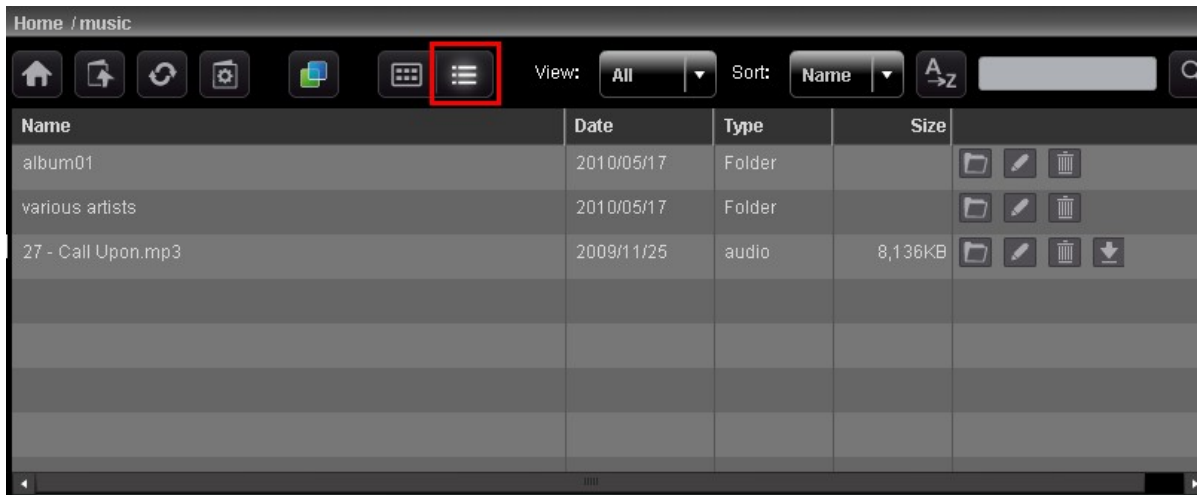 Home / music
View: All Sort: Name A→Z
Name Date Type Size
album01 2010/05/17 Folder
various artists 2010/05/17 Folder
27 - Call Upon.mp3 2009/11/25 audio 8,136KB